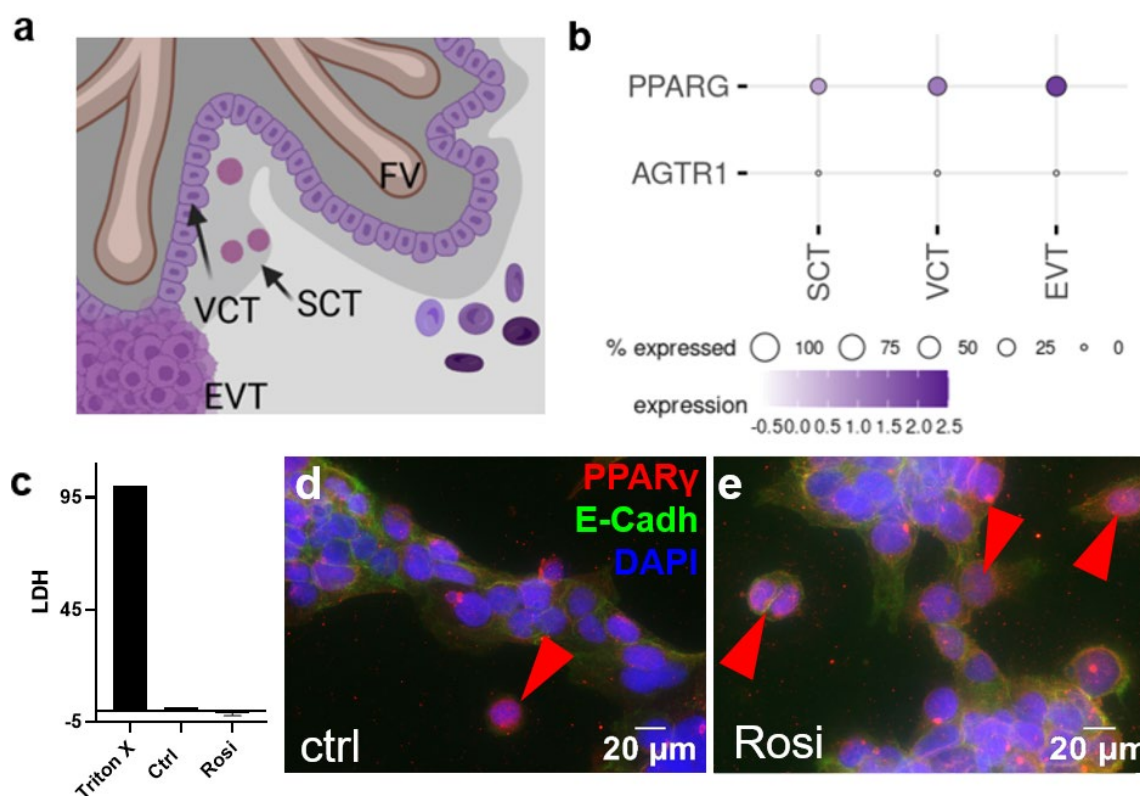 a
FV
VCT
SCT
EVT
b
PPARG
AGTR1
SCT
VCT
EVT
% expressed 100 75 50 25 0
expression
-0.50.0 0.5 1.0 1.5 2.0 2.5
c
LDH
95
45
-5
Triton X
Ctrl
Rosi
d
PPARγ
E-Cadh
DAPI
ctrl
20 µm
e
Rosi
20 µm